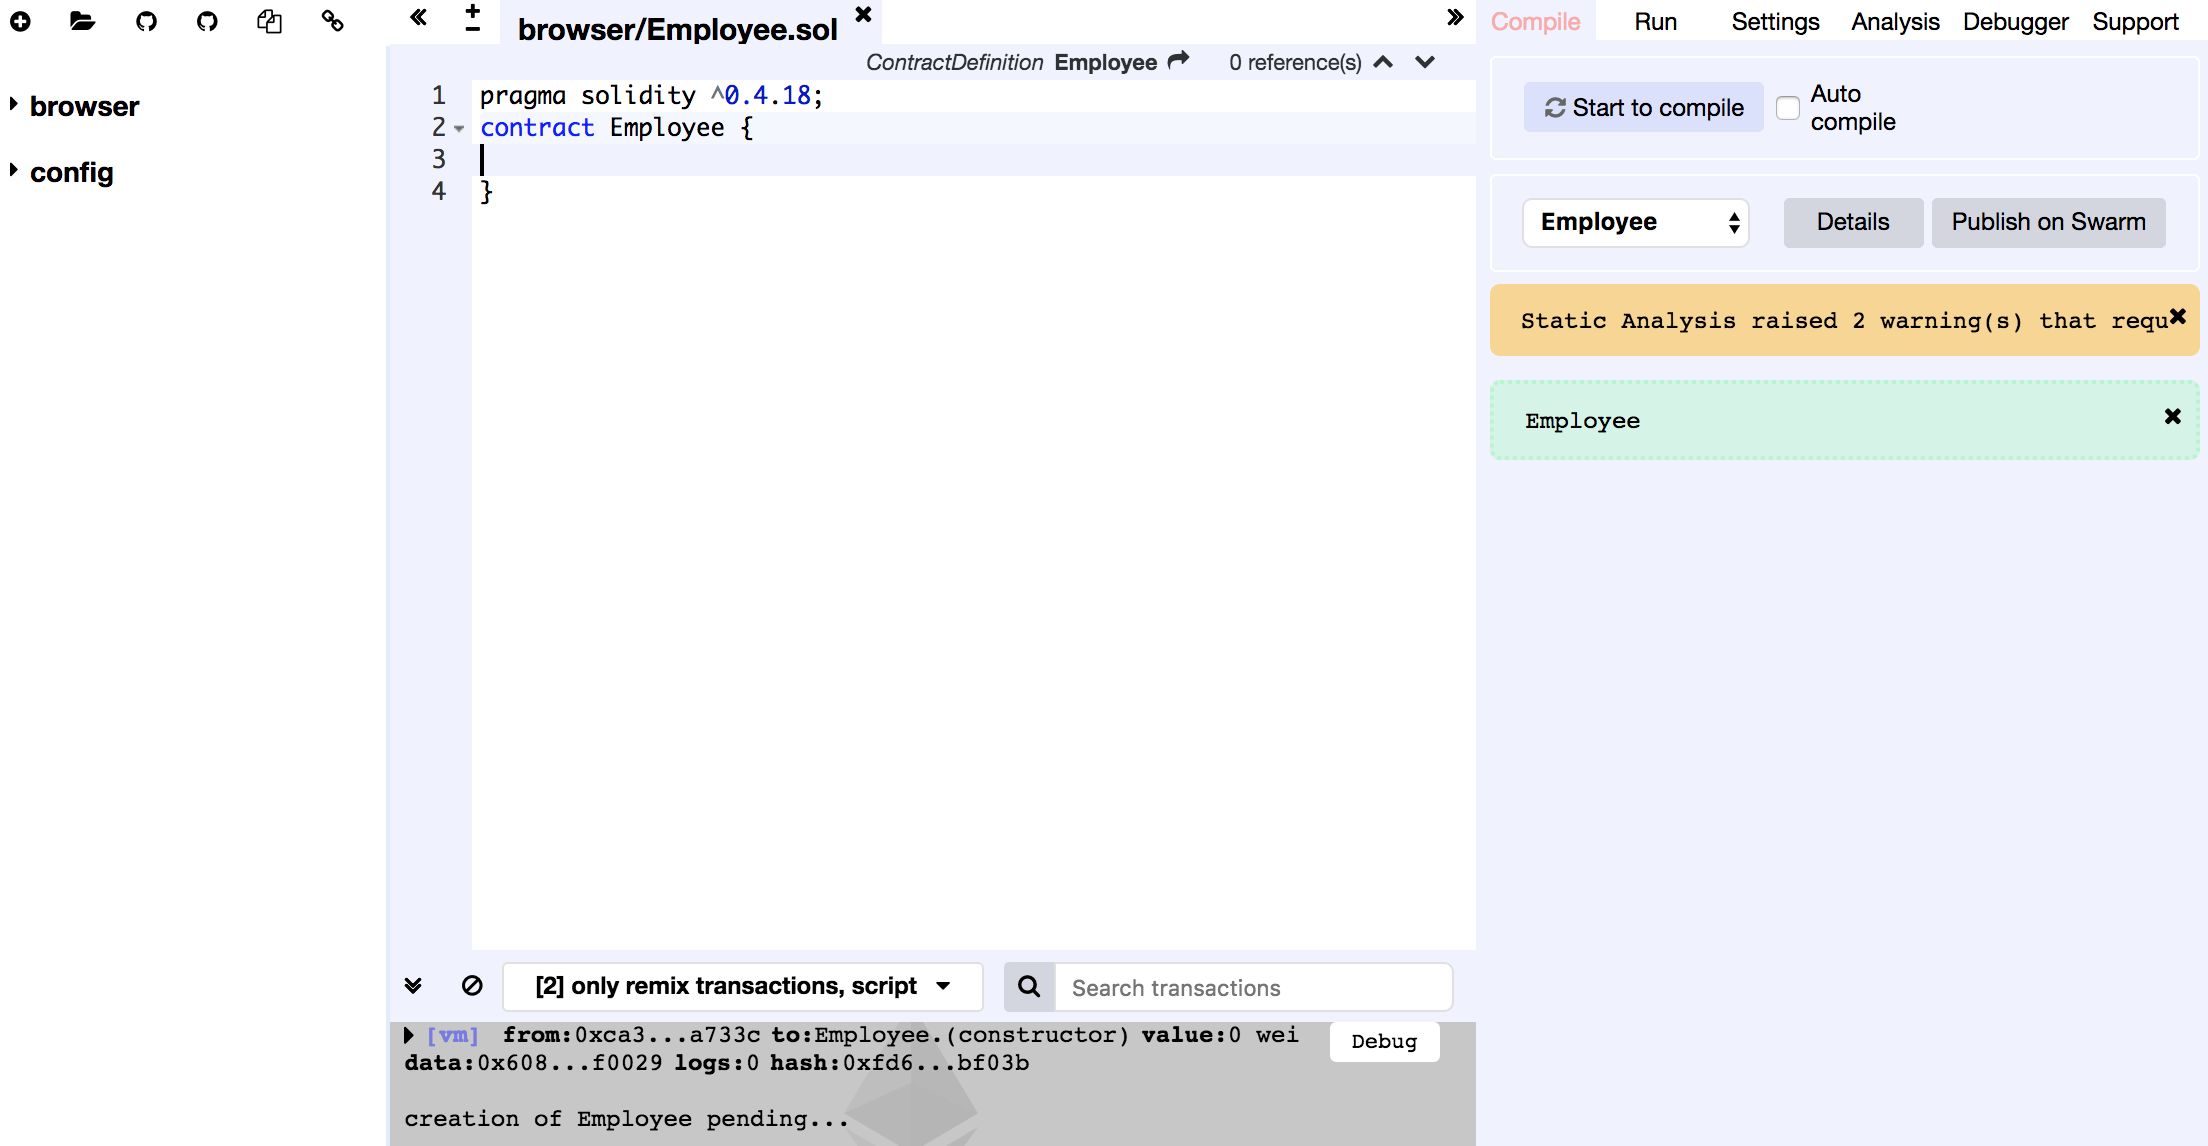 browser/Employee.sol
Compile Run Settings Analysis Debugger Support
browser
config
ContractDefinition Employee 0 reference(s)
1 pragma solidity ^0.4.18;
2 contract Employee {
3
4 }
Start to compile
Auto compile
Employee
Details
Publish on Swarm
Static Analysis raised 2 warning(s) that requ
Employee
[2] only remix transactions, script
Search transactions
[vm] from:0xca3...a733c to:Employee.(constructor) value:0 wei
data:0x608...f0029 logs:0 hash:0xfd6...bf03b
Debug
creation of Employee pending...